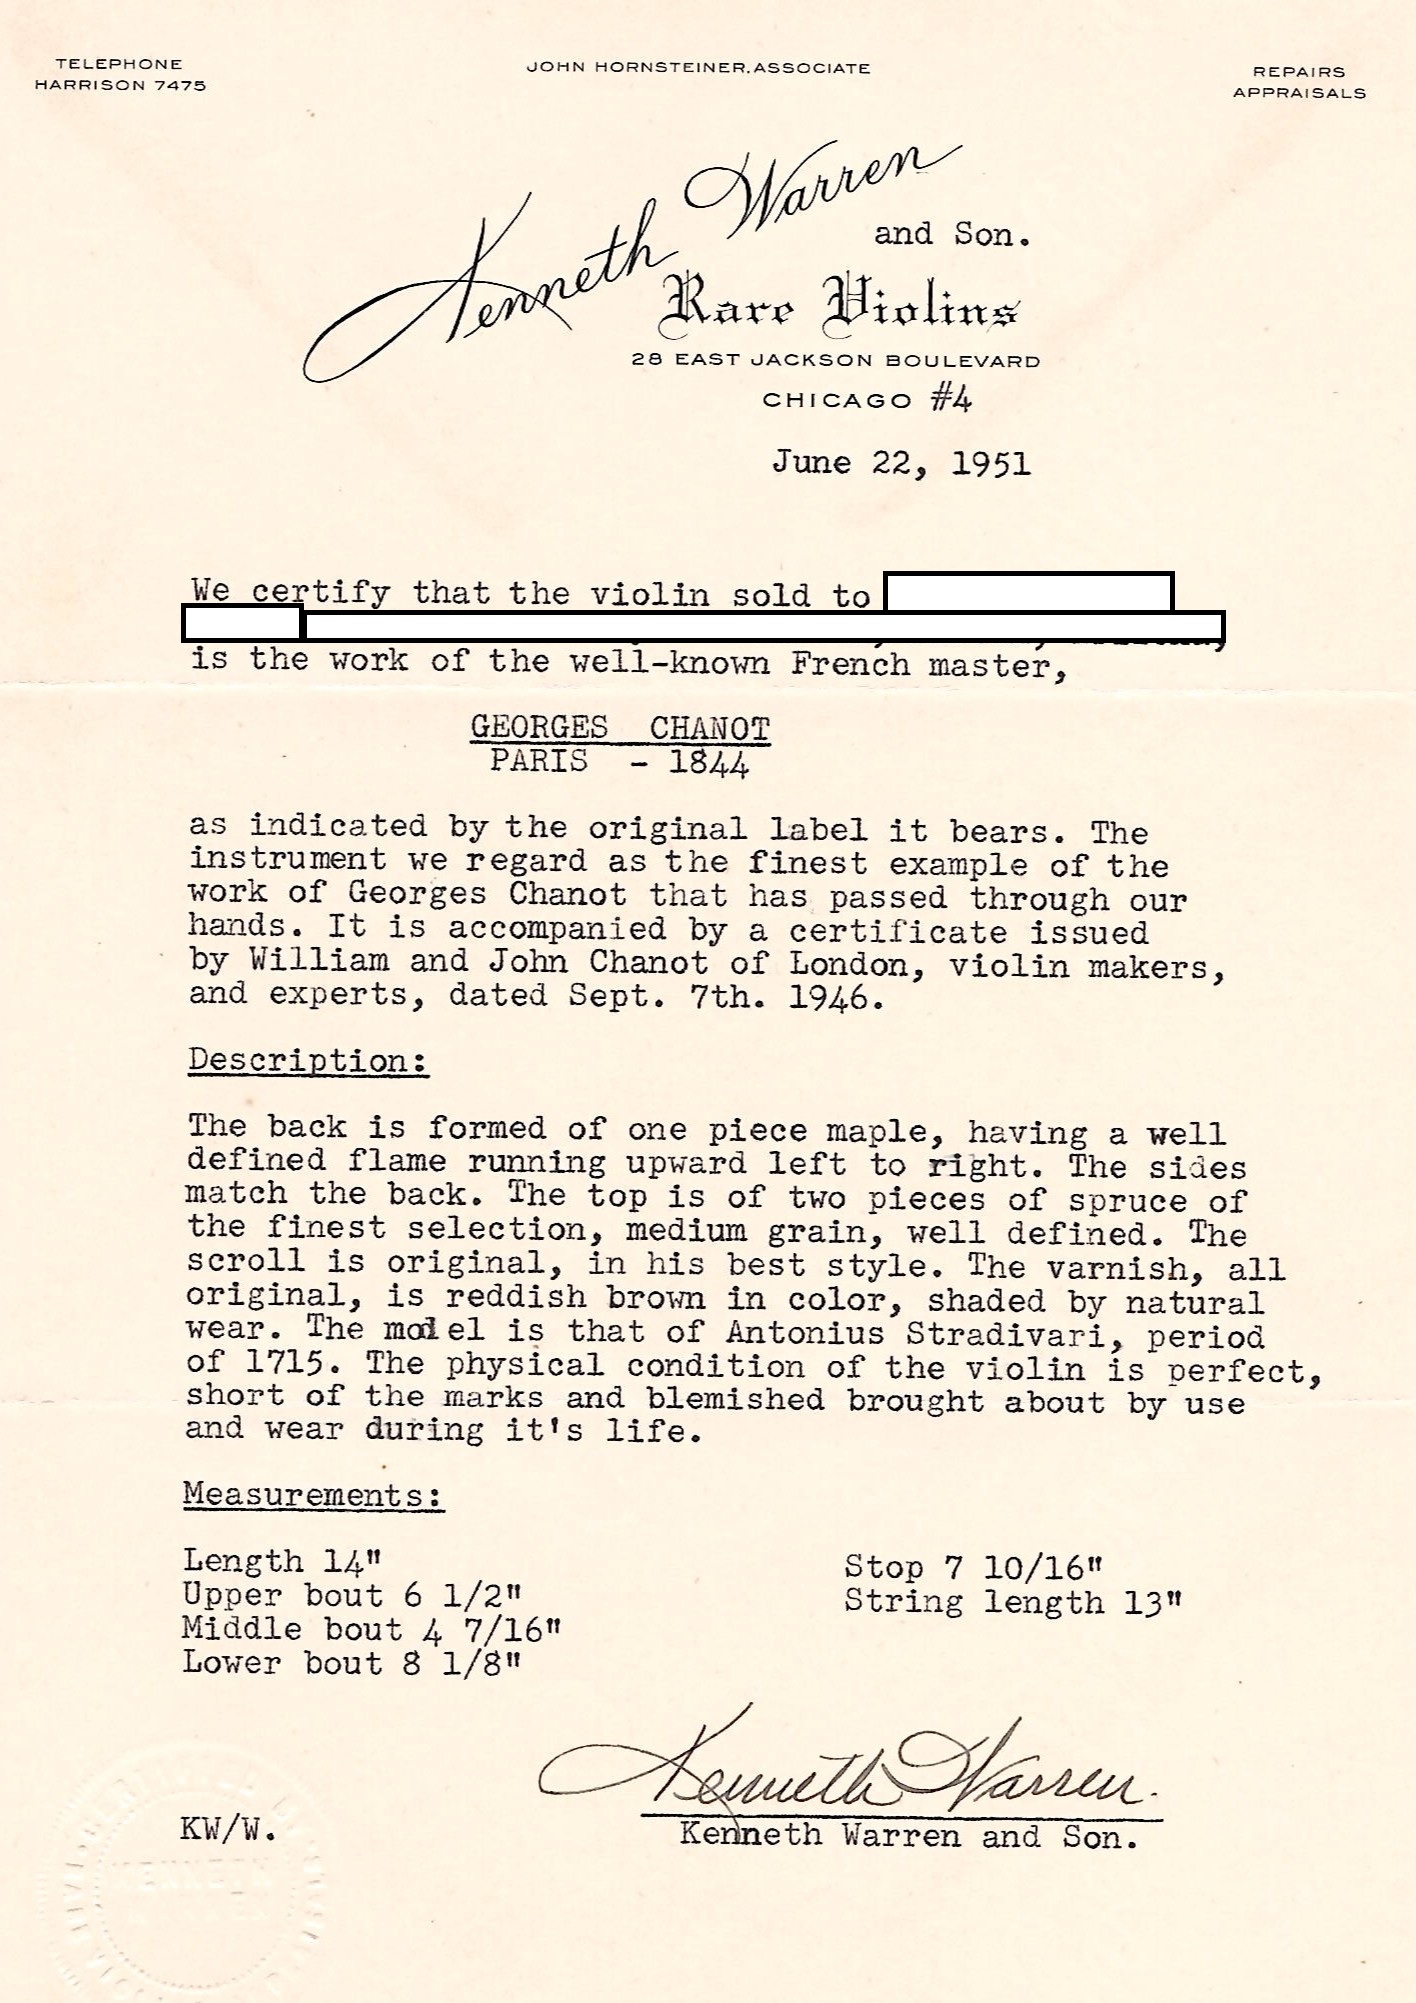 TELEPHONE
HARRISON 7475
JOHN HORNSTEINER, ASSOCIATE
REPAIRS
APPRAISALS
Kenneth Warren
and Son.
Rare Violins
28 EAST JACKSON BOULEVARD
CHICAGO #4
June 22, 1951
We certify that the violin sold to
is the work of the well-known French master,
GEORGES CHANOT
PARIS - 1844
as indicated by the original label it bears. The
instrument we regard as the finest example of the
work of Georges Chanot that has passed through our
hands. It is accompanied by a certificate issued
by William and John Chanot of London, violin makers,
and experts, dated Sept. 7th. 1946.
Description:
The back is formed of one piece maple, having a well
defined flame running upward left to right. The sides
match the back. The top is of two pieces of spruce of
the finest selection, medium grain, well defined. The
scroll is original, in his best style. The varnish, all
original, is reddish brown in color, shaded by natural
wear. The model is that of Antonius Stradivari, period
of 1715. The physical condition of the violin is perfect,
short of the marks and blemished brought about by use
and wear during it's life.
Measurements:
Length 14"
Upper bout 6 1/2"
Middle bout 4 7/16"
Lower bout 8 1/8"
Stop 7 10/16"
String length 13"
Kenneth Warren.
Kenneth Warren and Son.
KW/W.
KENNETH